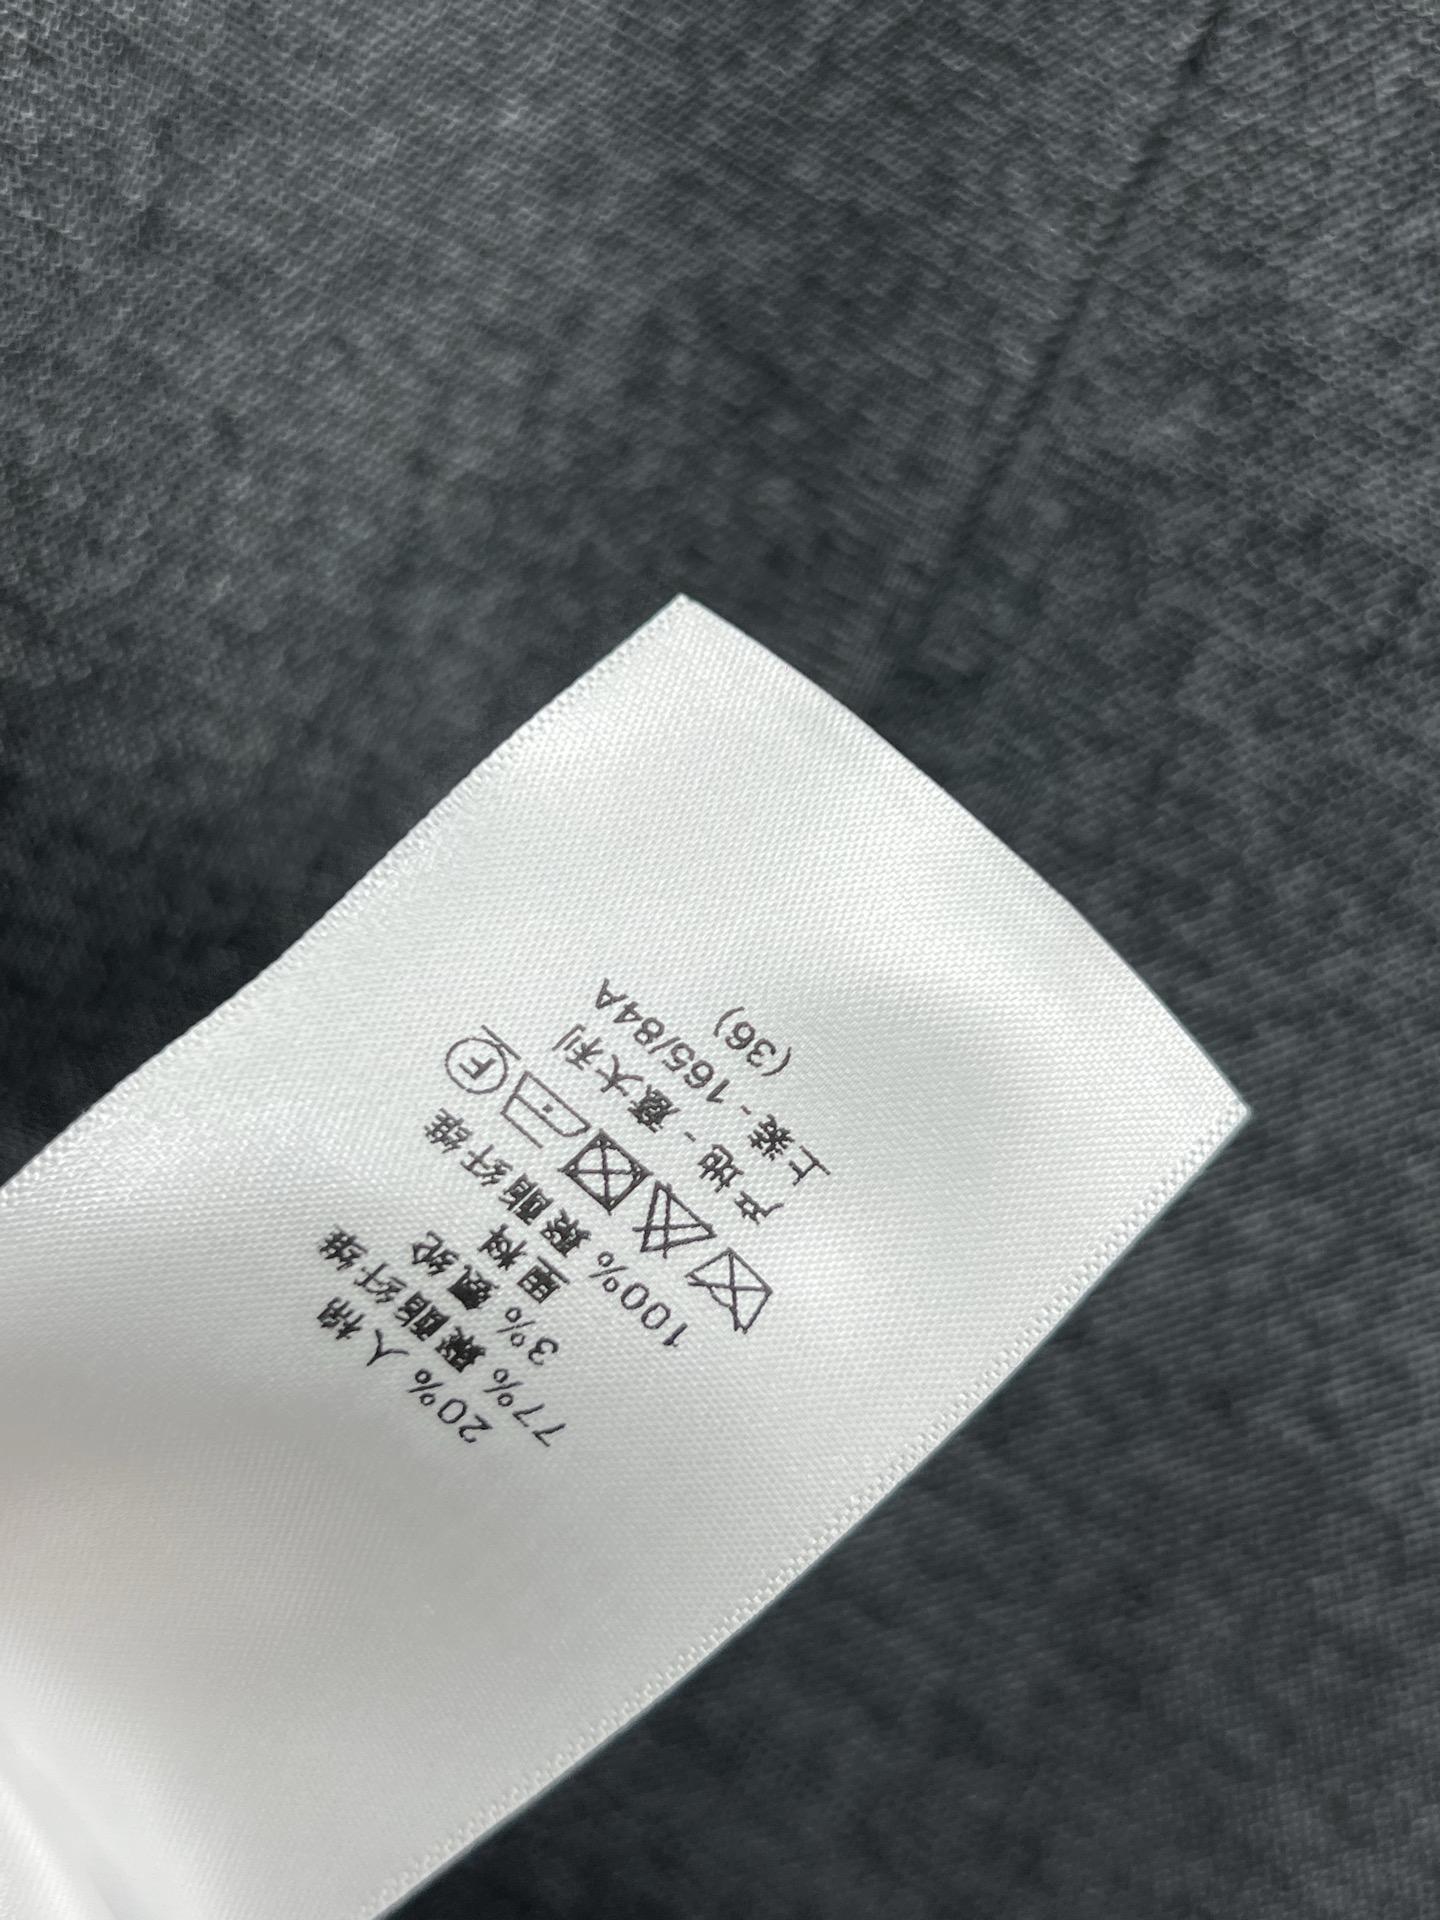 20% 人棉
77% 聚酯纤维
3% 氨纶
里料
100% 聚酯纤维
F
产地 - 意大利
上装 - 165/84A
(36)